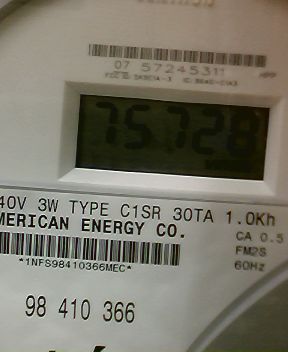 07 57245311
75728
40V 3W TYPE C1SR 30TA 1.0Kh
MERICAN ENERGY CO.
CA 0.5
FM2S
*1NFS98410366MEC*
60Hz
98 410 366